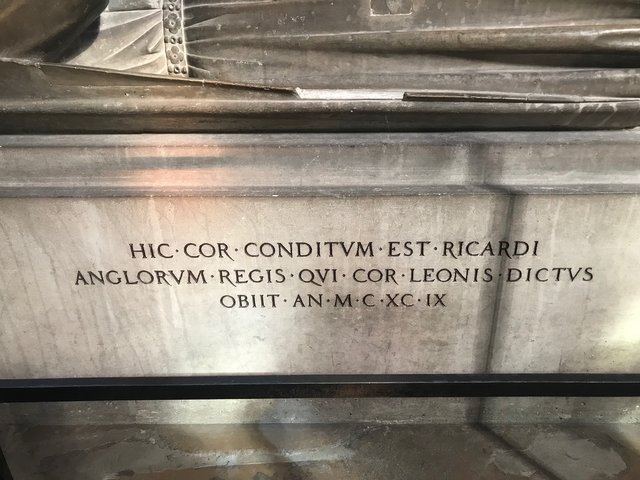 HIC·COR·CONDITVM·EST·RICARDI
ANGLORVM·REGIS·QVI·COR·LEONIS·DICTVS
OBIIT·AN·M·C·XC·IX